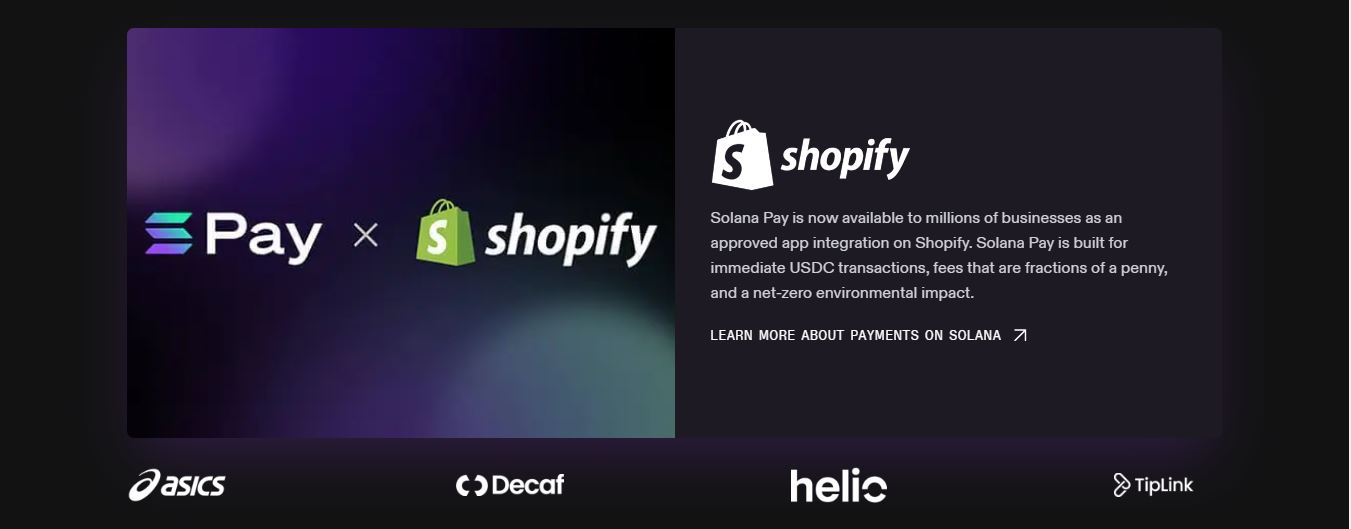 Pay × shopify
shopify
Solana Pay is now available to millions of businesses as an
approved app integration on Shopify. Solana Pay is built for
immediate USDC transactions, fees that are fractions of a penny,
and a net-zero environmental impact.
LEARN MORE ABOUT PAYMENTS ON SOLANA
asics
Decaf
helio
TipLink